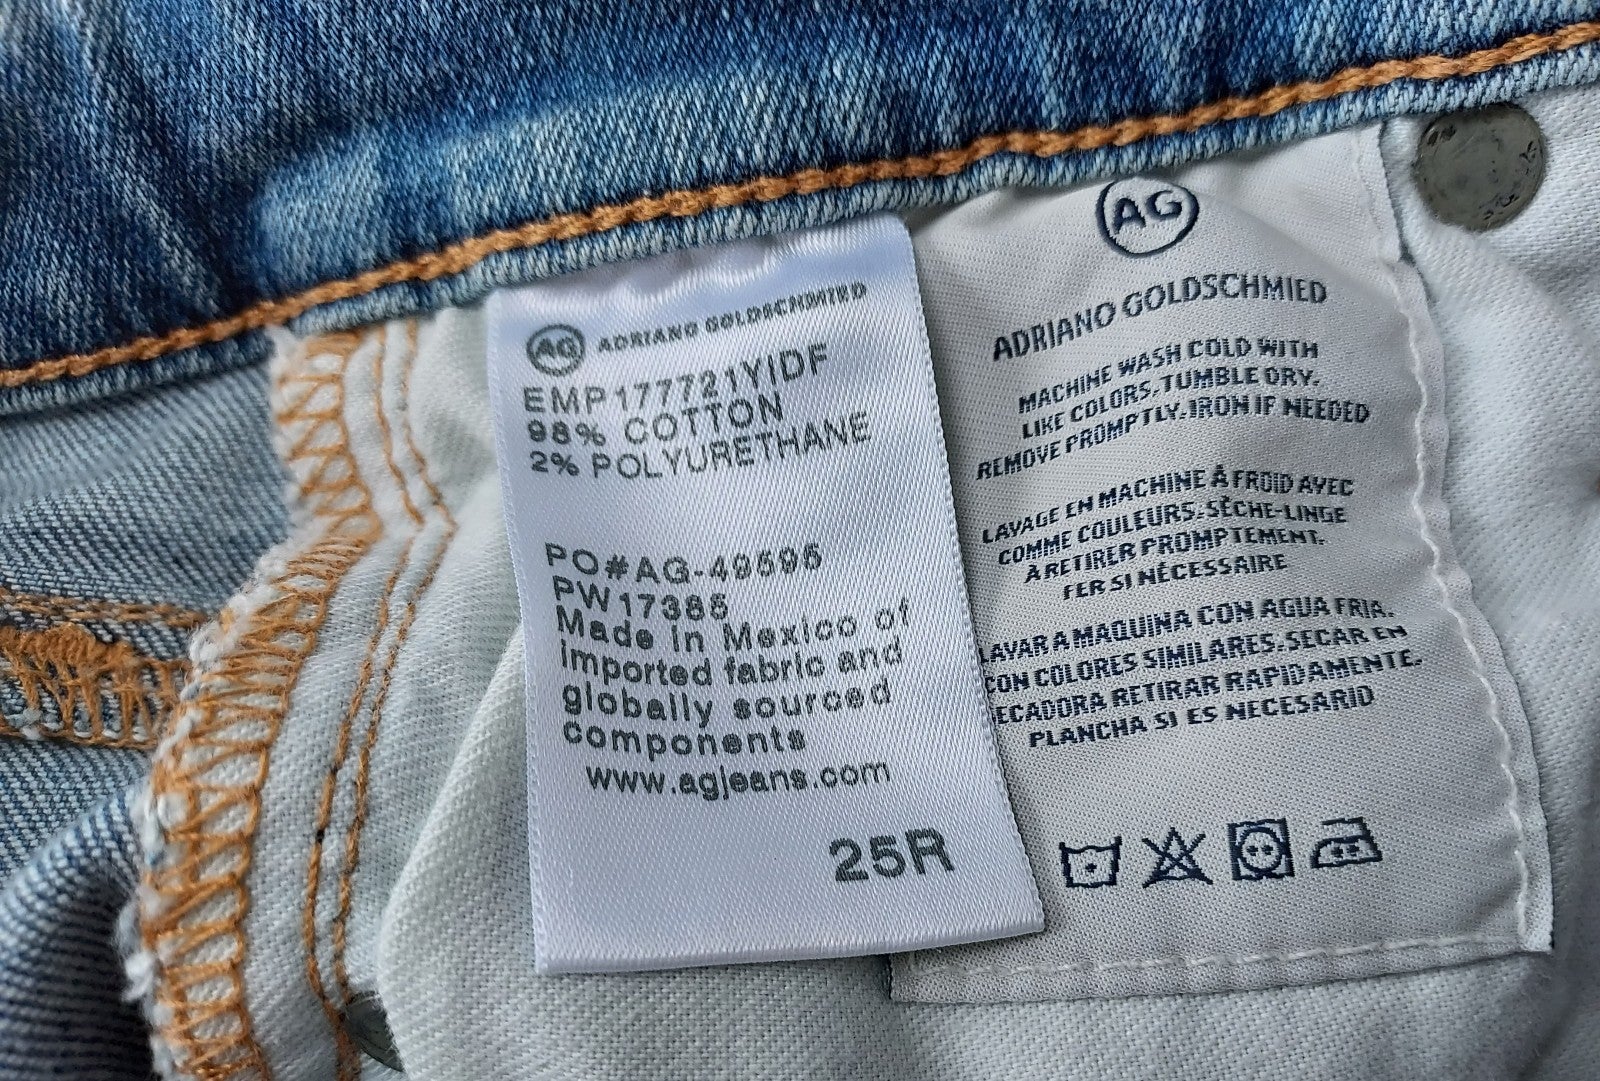 AG ADRIANO GOLDSCHMIED
EMP177721YIDF
98% COTTON
2% POLYURETHANE
PO#AG-49595
PW17385
Made in Mexico of
imported fabric and
globally sourced
components
www.agjeans.com
25R
AG
ADRIANO GOLDSCHMIED
MACHINE WASH COLD WITH
LIKE COLORS.TUMBLE DRY.
REMOVE PROMPTLY.IRON IF NEEDED
LAVAGE EN MACHINE À FROID AVEC
COMME COULEURS.SÈCHE-LINGE
À RETIRER PROMPTEMENT.
FER SI NÉCESSAIRE
LAVAR A MAQUINA CON AGUA FRIA.
CON COLORES SIMILARES.SECAR EN
ECADORA RETIRAR RAPIDAMENTE.
PLANCHA SI ES NECESARIO